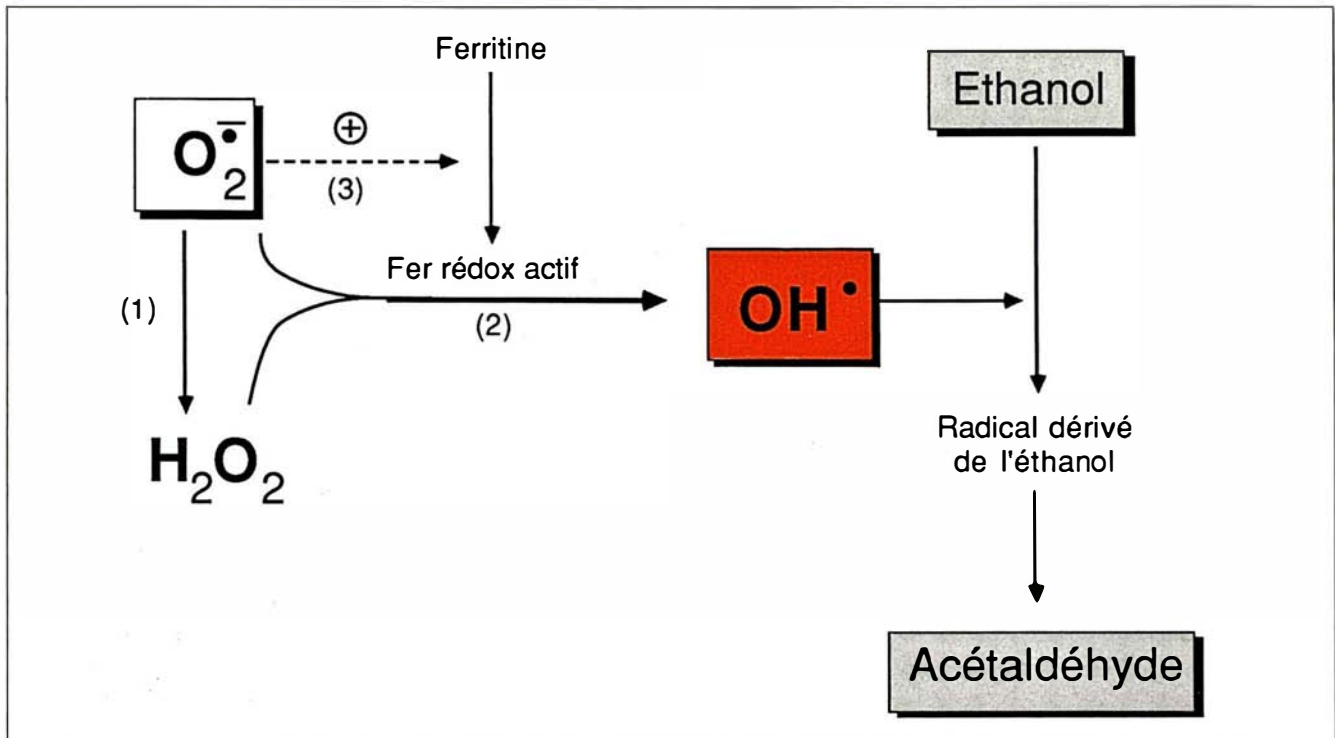 Ferritine
Ethanol
O₂•̅
⊕
(3)
Fer rédox actif
(1)
(2)
OH•
H₂O₂
Radical dérivé
de l'éthanol
Acétaldéhyde